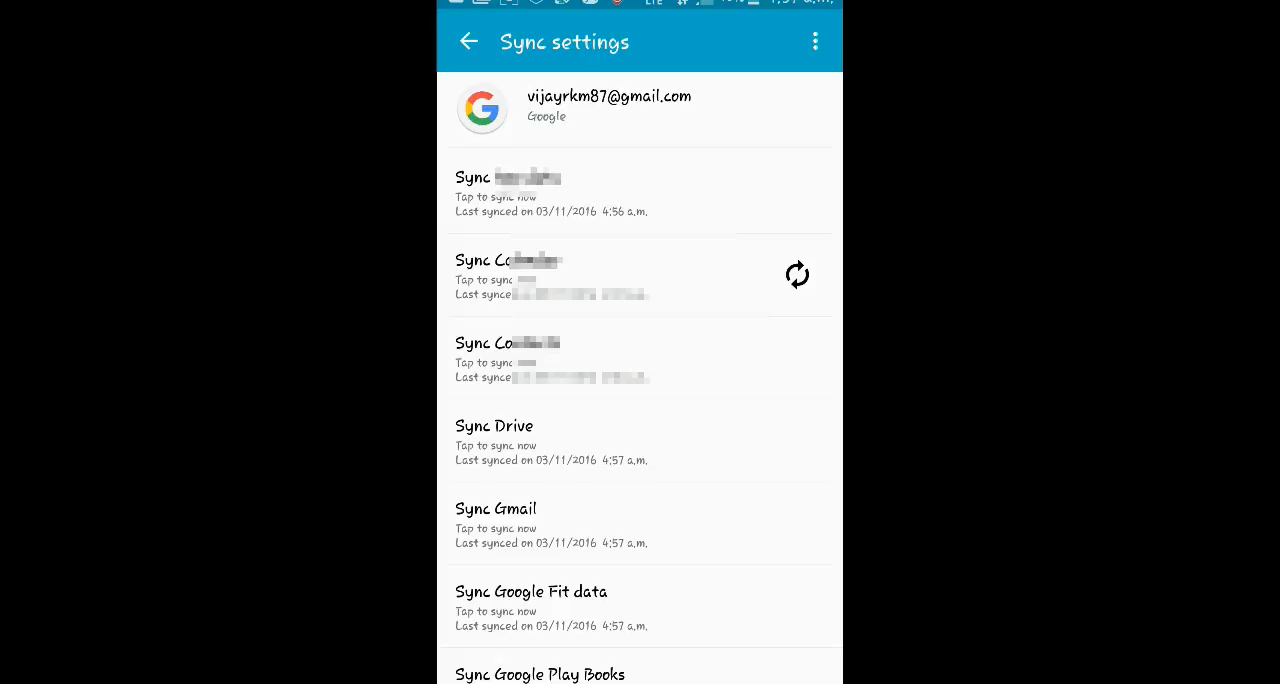 LTE
Sync settings
vijayrkm87@gmail.com
Google
Sync
Tap to sync now
Last synced on 03/11/2016 4:56 a.m.
Sync
Tap to sync
Last synce
Sync
Tap to sync
Last synce
Sync Drive
Tap to sync now
Last synced on 03/11/2016 4:57 a.m.
Sync Gmail
Tap to sync now
Last synced on 03/11/2016 4:57 a.m.
Sync Google Fit data
Tap to sync now
Last synced on 03/11/2016 4:57 a.m.
Sync Google Play Books